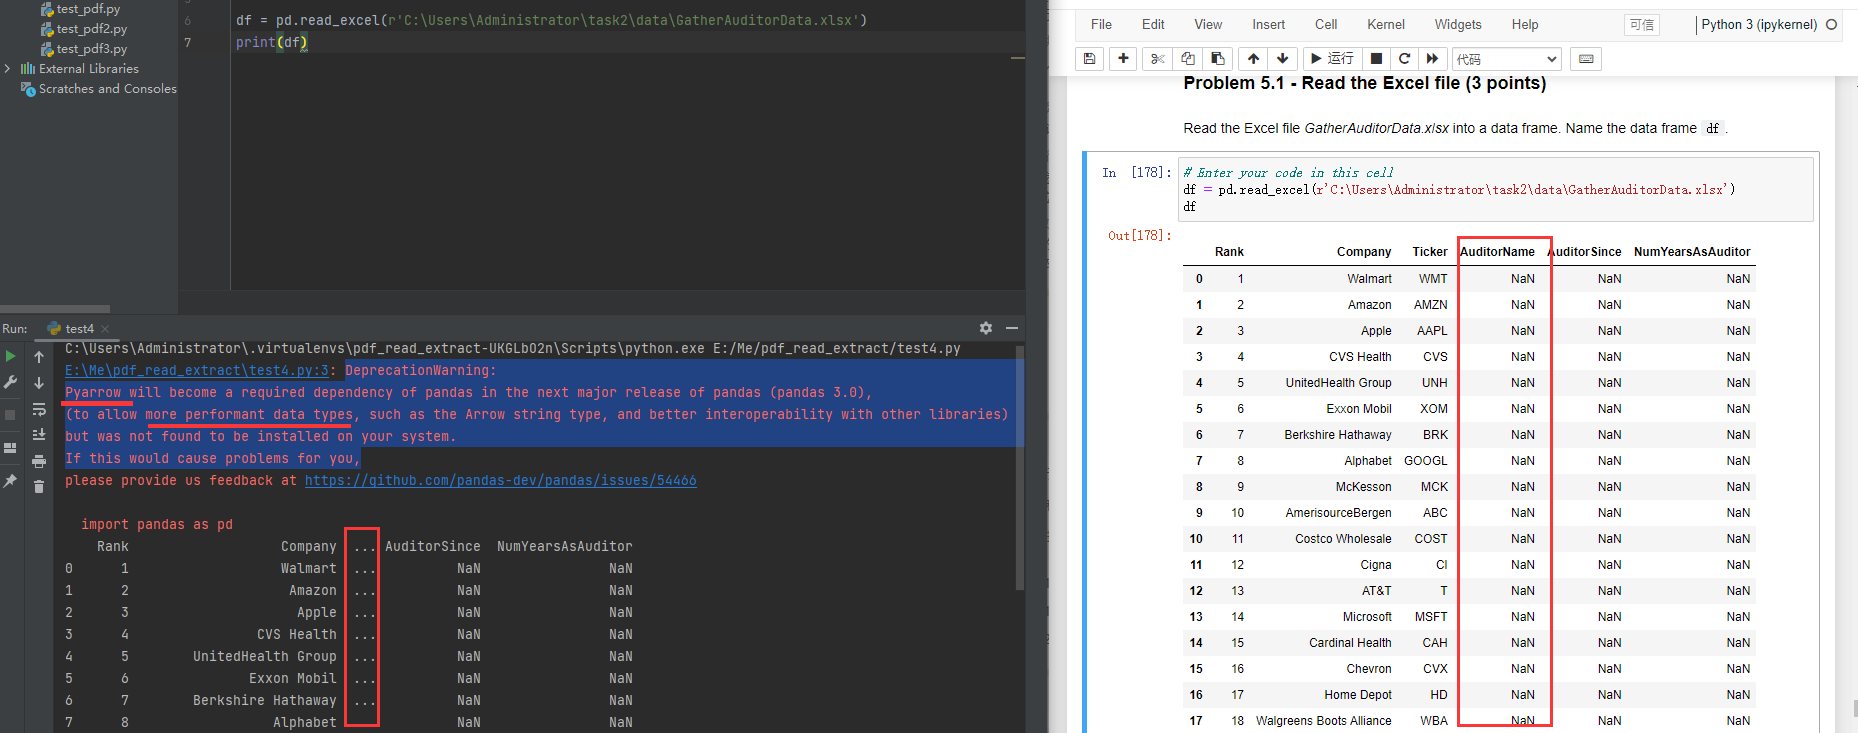 test_pdf.py
test_pdf2.py
test_pdf3.py
External Libraries
Scratches and Consoles
6 df = pd.read_excel(r'C:\Users\Administrator\task2\data\GatherAuditorData.xlsx')
7 print(df)
Run: test4
C:\Users\Administrator\.virtualenvs\pdf_read_extract-UKGLbO2n\Scripts\python.exe E:/Me/pdf_read_extract/test4.py
E:\Me\pdf_read_extract\test4.py:3: DeprecationWarning:
Pyarrow will become a required dependency of pandas in the next major release of pandas (pandas 3.0),
(to allow more performant data types, such as the Arrow string type, and better interoperability with other libraries)
but was not found to be installed on your system.
If this would cause problems for you,
please provide us feedback at https://github.com/pandas-dev/pandas/issues/54466
import pandas as pd
Rank Company ... AuditorSince NumYearsAsAuditor
0 1 Walmart ... NaN NaN
1 2 Amazon ... NaN NaN
2 3 Apple ... NaN NaN
3 4 CVS Health ... NaN NaN
4 5 UnitedHealth Group ... NaN NaN
5 6 Exxon Mobil ... NaN NaN
6 7 Berkshire Hathaway ... NaN NaN
7 8 Alphabet ... NaN NaN
File Edit View Insert Cell Kernel Widgets Help 可信 Python 3 (ipykernel)
运行 代码
Problem 5.1 - Read the Excel file (3 points)
Read the Excel file GatherAuditorData.xlsx into a data frame. Name the data frame df .
In [178]: # Enter your code in this cell
df = pd.read_excel(r'C:\Users\Administrator\task2\data\GatherAuditorData.xlsx')
df
Out[178]:
Rank Company Ticker AuditorName AuditorSince NumYearsAsAuditor
0 1 Walmart WMT NaN NaN NaN
1 2 Amazon AMZN NaN NaN NaN
2 3 Apple AAPL NaN NaN NaN
3 4 CVS Health CVS NaN NaN NaN
4 5 UnitedHealth Group UNH NaN NaN NaN
5 6 Exxon Mobil XOM NaN NaN NaN
6 7 Berkshire Hathaway BRK NaN NaN NaN
7 8 Alphabet GOOGL NaN NaN NaN
8 9 McKesson MCK NaN NaN NaN
9 10 AmerisourceBergen ABC NaN NaN NaN
10 11 Costco Wholesale COST NaN NaN NaN
11 12 Cigna CI NaN NaN NaN
12 13 AT&T T NaN NaN NaN
13 14 Microsoft MSFT NaN NaN NaN
14 15 Cardinal Health CAH NaN NaN NaN
15 16 Chevron CVX NaN NaN NaN
16 17 Home Depot HD NaN NaN NaN
17 18 Walgreens Boots Alliance WBA NaN NaN NaN